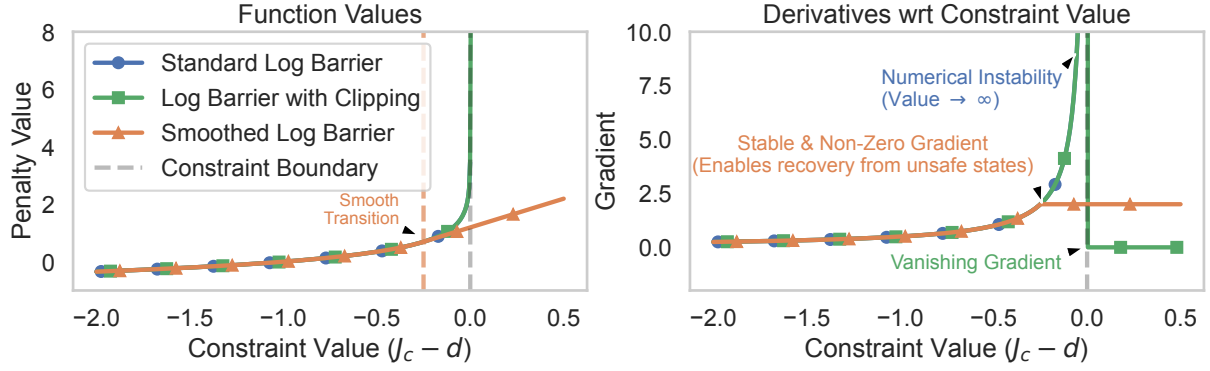 Function Values
Penalty Value
8
6
4
2
0
Standard Log Barrier
Log Barrier with Clipping
Smoothed Log Barrier
Constraint Boundary
Smooth
Transition
−2.0 −1.5 −1.0 −0.5 0.0 0.5
Constraint Value (J_c − d)
Derivatives wrt Constraint Value
Gradient
10.0
7.5
5.0
2.5
0.0
Numerical Instability
(Value → ∞)
Stable & Non-Zero Gradient
(Enables recovery from unsafe states)
Vanishing Gradient
−2.0 −1.5 −1.0 −0.5 0.0 0.5
Constraint Value (J_c − d)